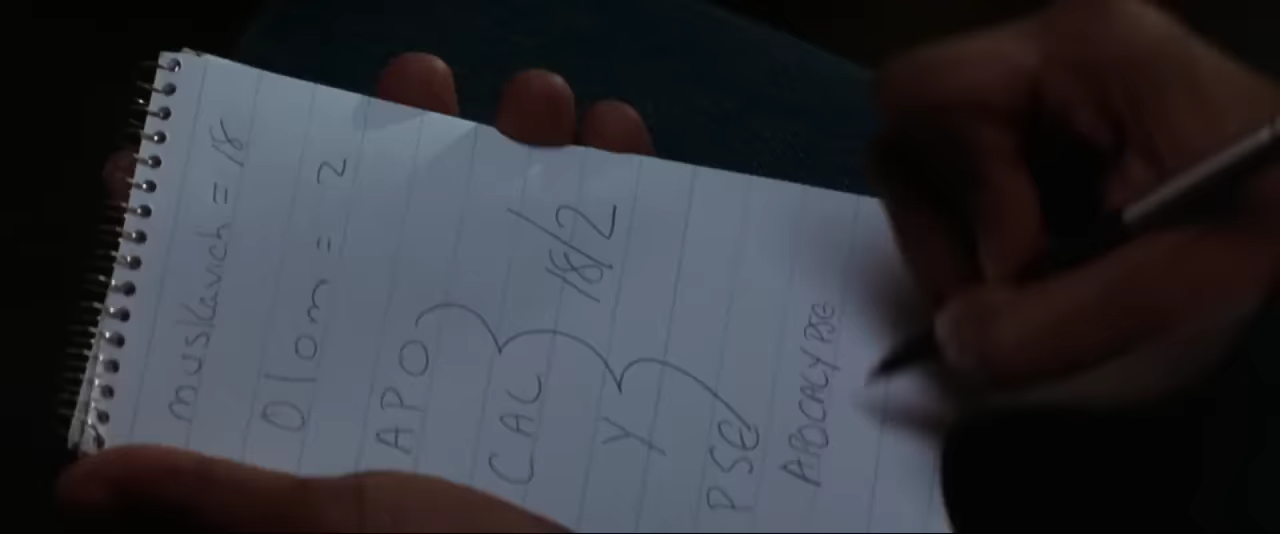 muskavich = 18
Olom = 2
APO
CAL 18/2
Y
PSE
APOCALYPSE